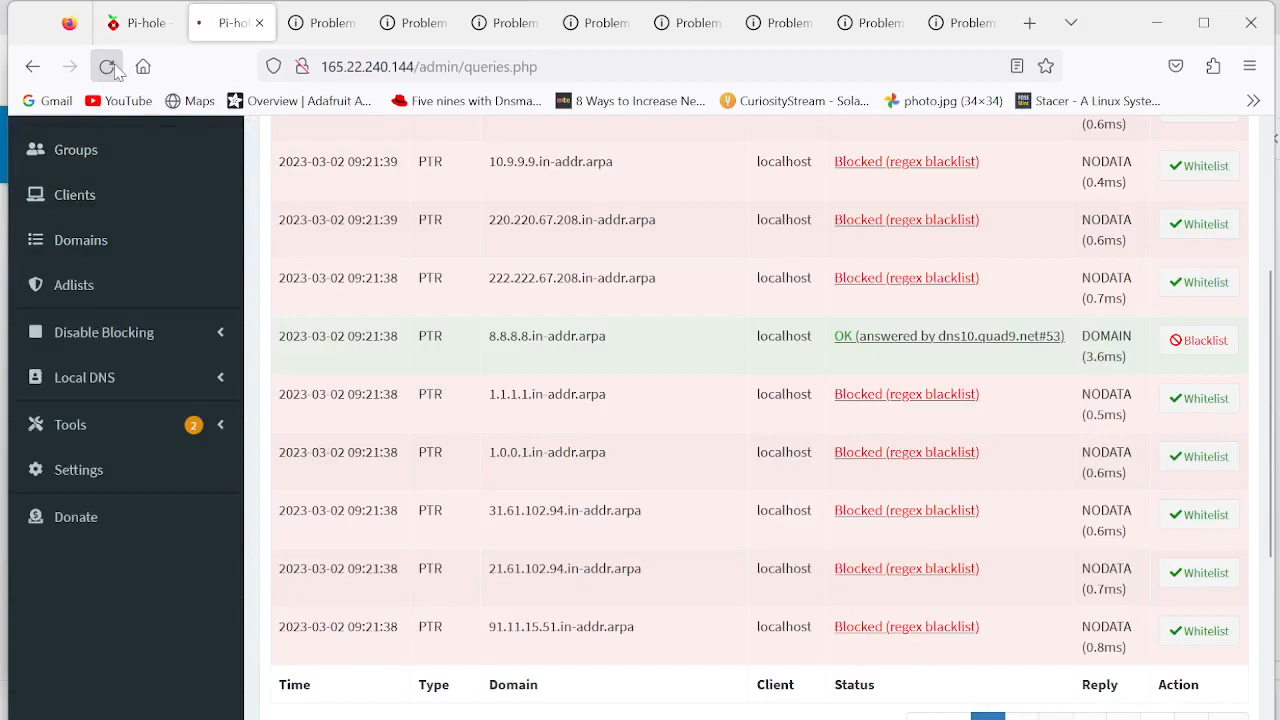 Pi-hole - Pi-hol Problem Problem Problem Problem Problem Problem Problem Problem
165.22.240.144/admin/queries.php
Gmail YouTube Maps Overview | A Five nines with Dnsma... 8 Ways to Increase Ne... photo.jpg (34×34) Stacer - A Linux Syste...
(0.6ms)
Groups
2023-03-02 09:21:39 PTR 10.9.9.9.in-addr.arpa localhost Blocked (regex blacklist) NODATA (0.4ms) Whitelist
Clients
2023-03-02 09:21:39 PTR 220.220.67.208.in-addr.arpa localhost Blocked (regex blacklist) NODATA (0.6ms) Whitelist
Domains
2023-03-02 09:21:38 PTR 222.222.67.208.in-addr.arpa localhost Blocked (regex blacklist) NODATA (0.7ms) Whitelist
Adlists
2023-03-02 09:21:38 PTR 8.8.8.8.in-addr.arpa localhost OK (answered by dns10.quad9.net#53) DOMAIN (3.6ms) Blacklist
Disable Blocking
Local DNS
2023-03-02 09:21:38 PTR 1.1.1.1.in-addr.arpa localhost Blocked (regex blacklist) NODATA (0.5ms) Whitelist
Tools 2
2023-03-02 09:21:38 PTR 1.0.0.1.in-addr.arpa localhost Blocked (regex blacklist) NODATA (0.6ms) Whitelist
Settings
2023-03-02 09:21:38 PTR 31.61.102.94.in-addr.arpa localhost Blocked (regex blacklist) NODATA (0.6ms) Whitelist
Donate
2023-03-02 09:21:38 PTR 21.61.102.94.in-addr.arpa localhost Blocked (regex blacklist) NODATA (0.7ms) Whitelist
2023-03-02 09:21:38 PTR 91.11.15.51.in-addr.arpa localhost Blocked (regex blacklist) NODATA (0.8ms) Whitelist
Time Type Domain Client Status Reply Action